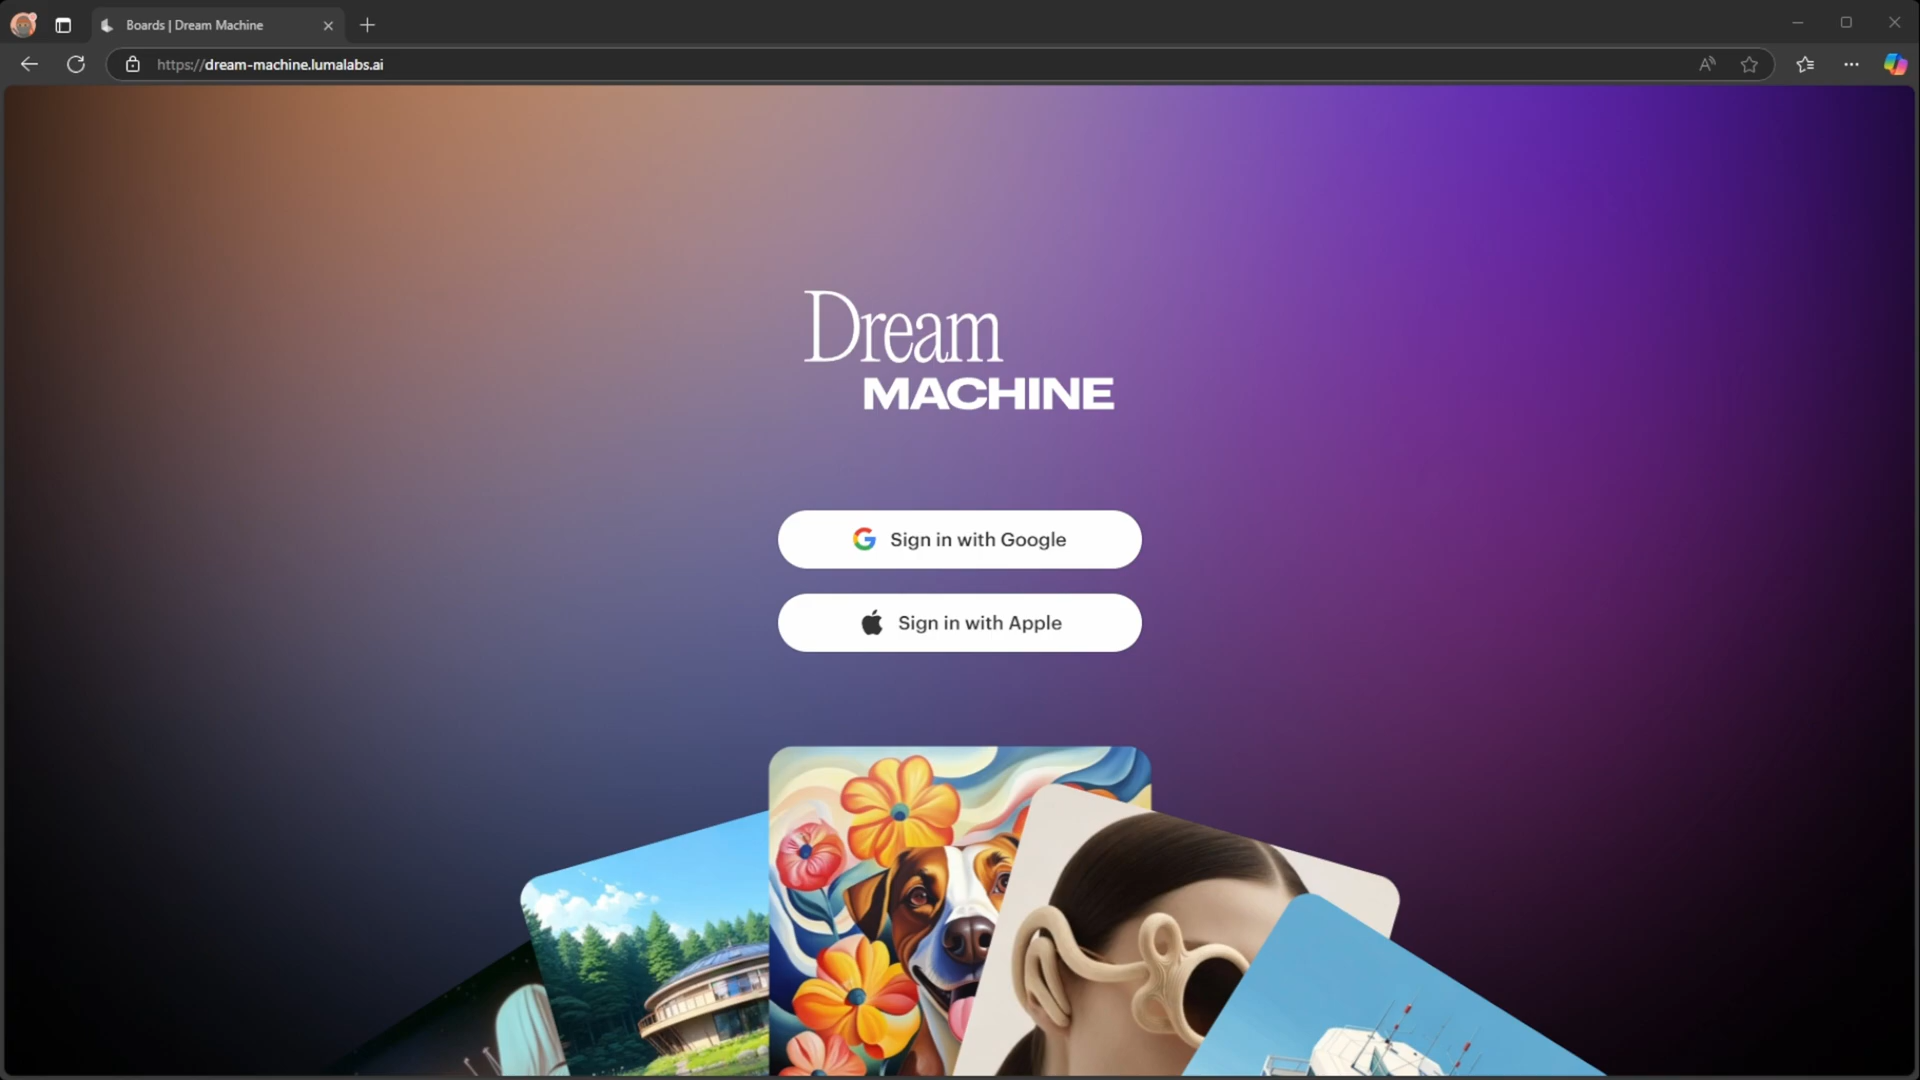 Boards | Dream Machine
https://dream-machine.lumalabs.ai
Dream
MACHINE
Sign in with Google
Sign in with Apple